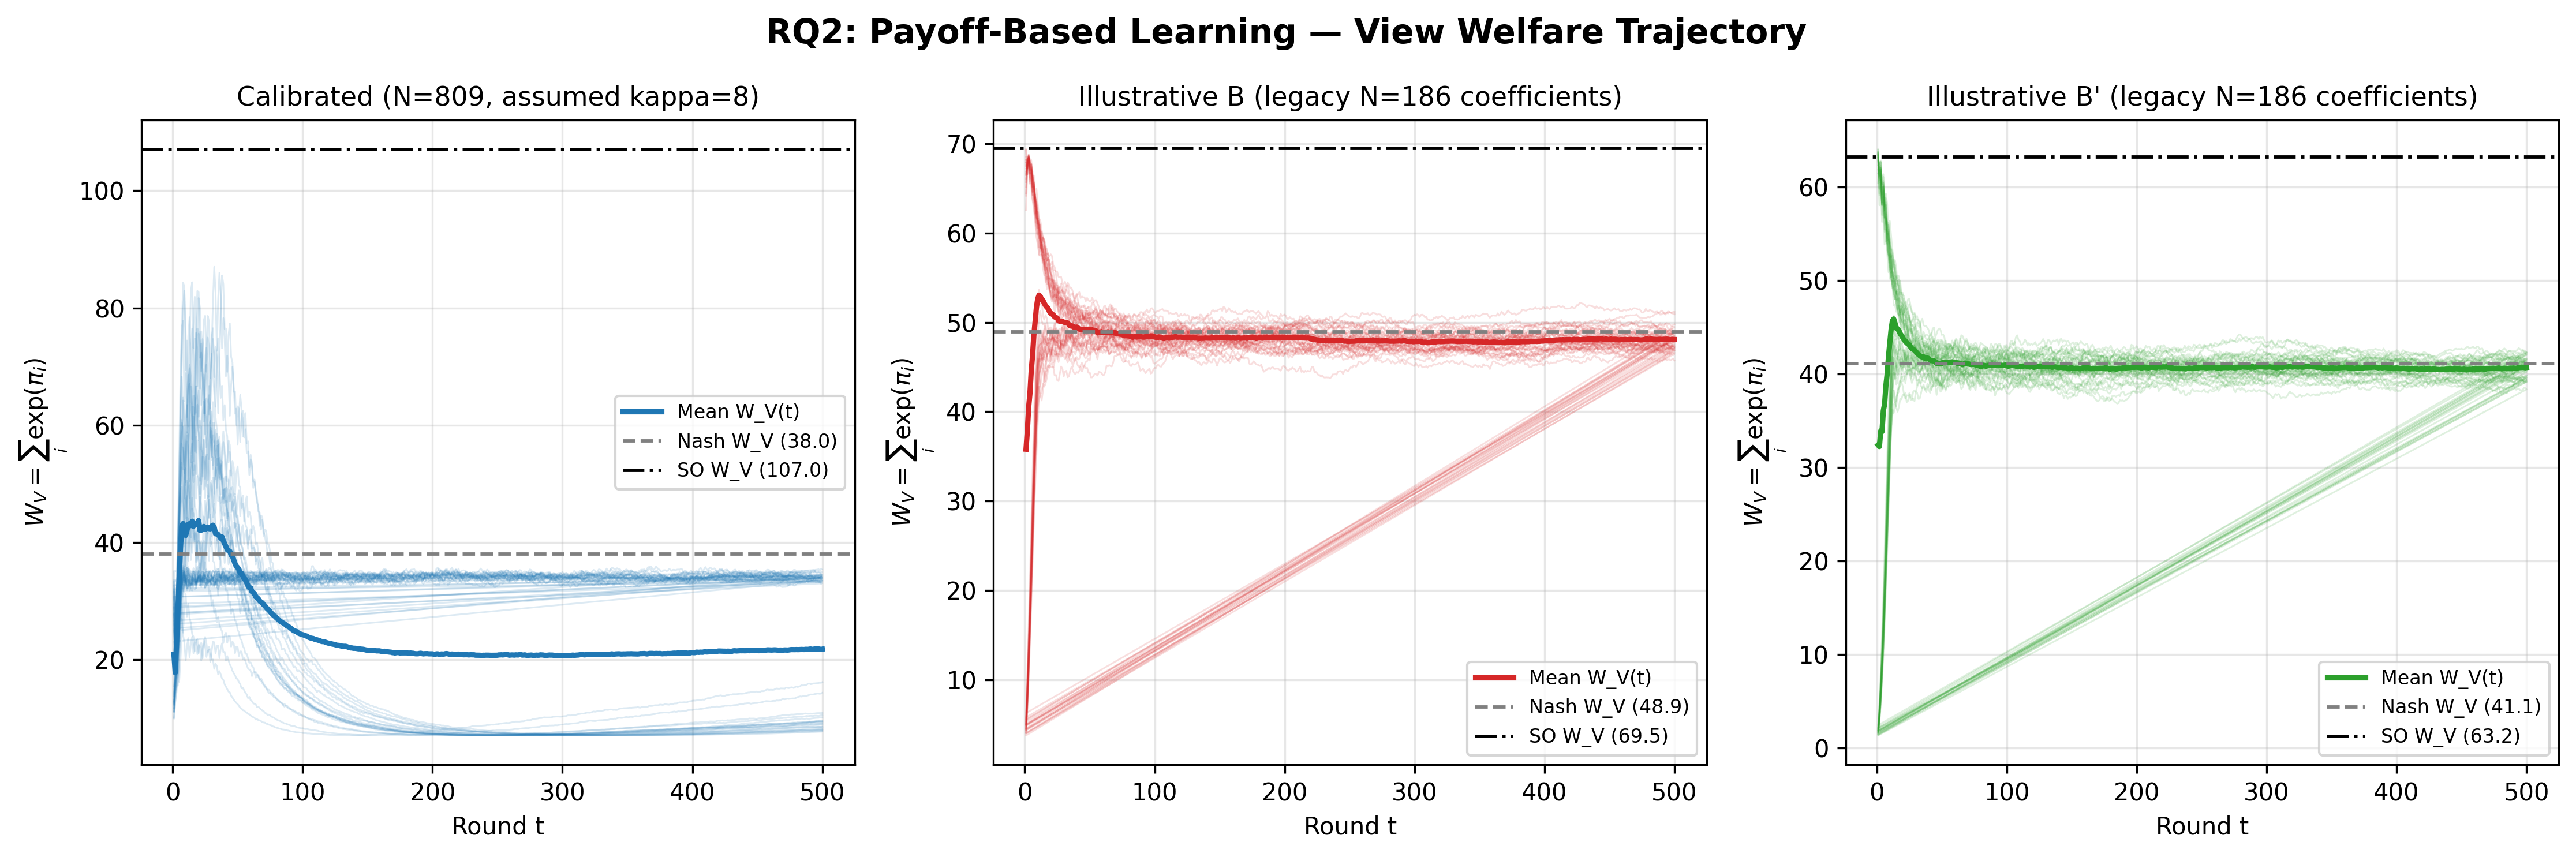 RQ2: Payoff-Based Learning — View Welfare Trajectory
Calibrated (N=809, assumed kappa=8)
W_V = ∑_i exp(π_i)
100
80
60
40
20
0
100
200
300
400
500
Round t
Mean W_V(t)
Nash W_V (38.0)
SO W_V (107.0)
Illustrative B (legacy N=186 coefficients)
W_V = ∑_i exp(π_i)
70
60
50
40
30
20
10
0
100
200
300
400
500
Round t
Mean W_V(t)
Nash W_V (48.9)
SO W_V (69.5)
Illustrative B' (legacy N=186 coefficients)
W_V = ∑_i exp(π_i)
60
50
40
30
20
10
0
0
100
200
300
400
500
Round t
Mean W_V(t)
Nash W_V (41.1)
SO W_V (63.2)